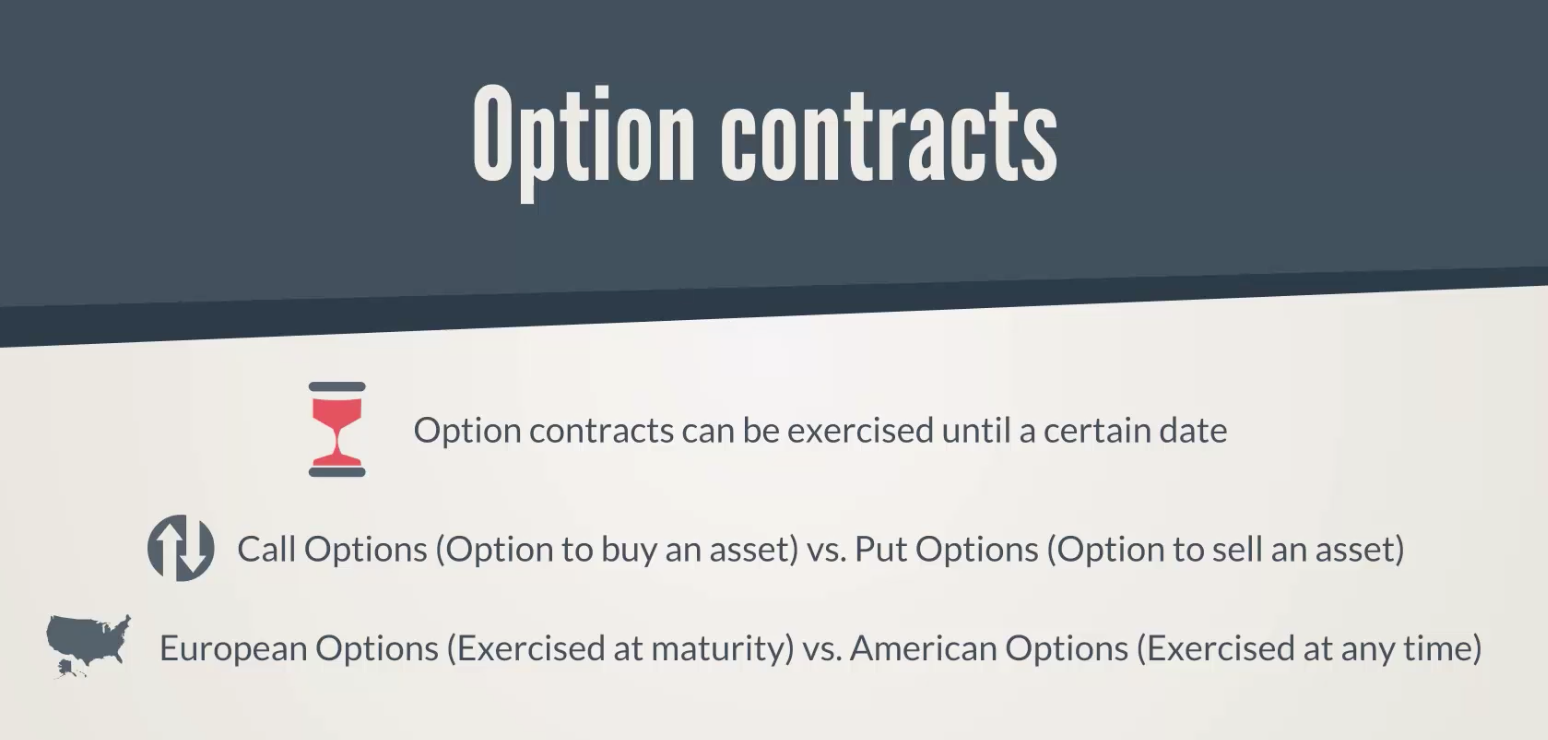 Option contracts
Option contracts can be exercised until a certain date
Call Options (Option to buy an asset) vs. Put Options (Option to sell an asset)
European Options (Exercised at maturity) vs. American Options (Exercised at any time)